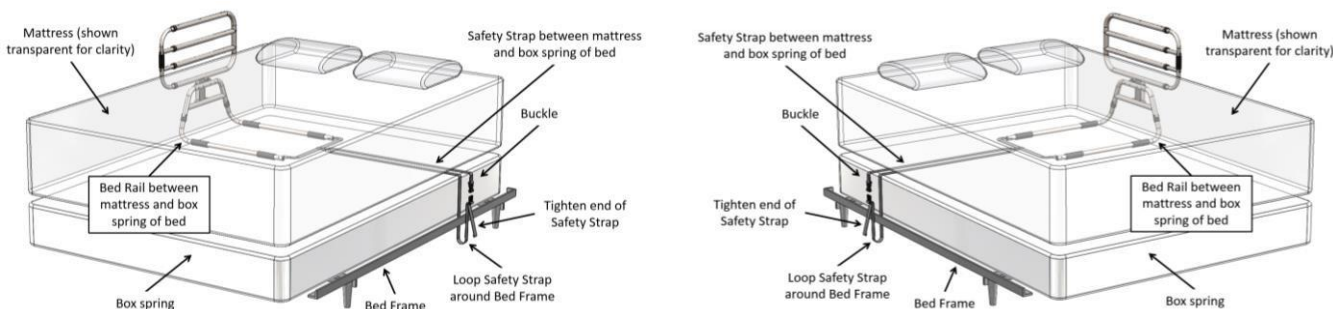 Mattress (shown
transparent for clarity)
Safety Strap between mattress
and box spring of bed
Buckle
Bed Rail between
mattress and box
spring of bed
Tighten end of
Safety Strap
Loop Safety Strap
around Bed Frame
Box spring
Bed Frame
Safety Strap between mattress
and box spring of bed
Mattress (shown
transparent for clarity)
Buckle
Bed Rail between
mattress and box
spring of bed
Tighten end of
Safety Strap
Loop Safety Strap
around Bed Frame
Bed Frame
Box spring